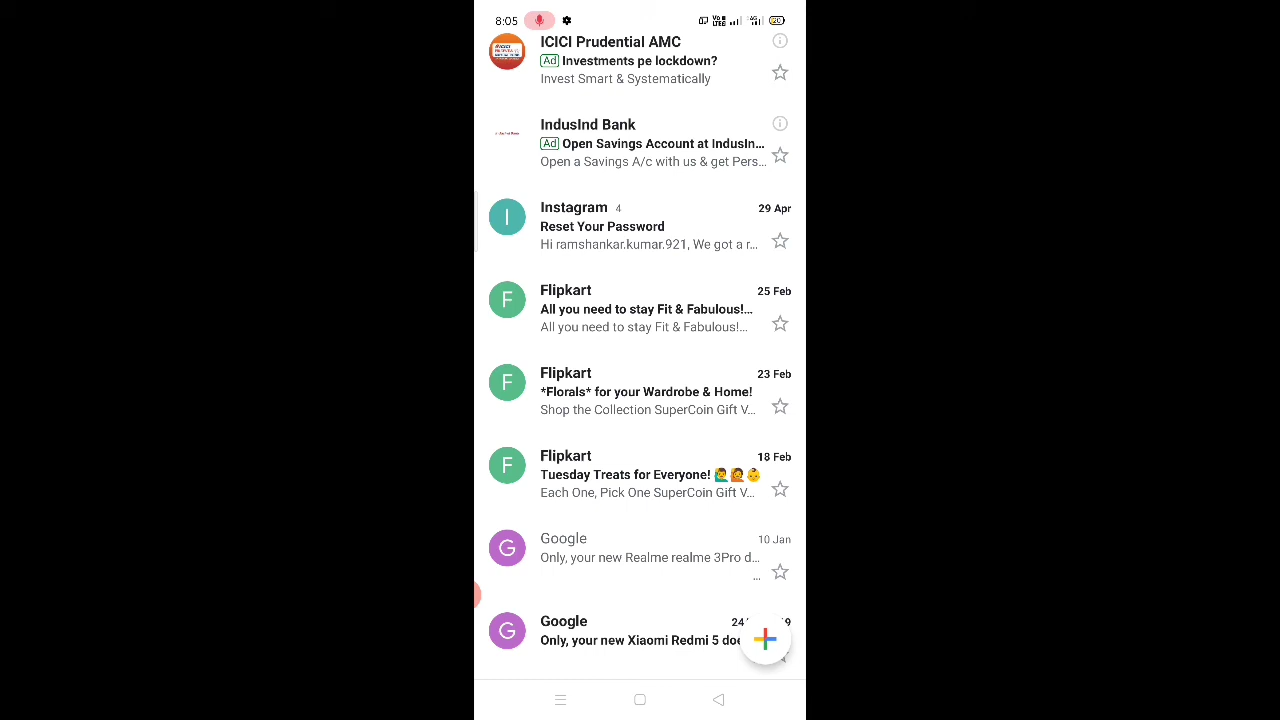 8:05
ICICI Prudential AMC
Ad Investments pe lockdown?
Invest Smart & Systematically
IndusInd Bank
Ad Open Savings Account at IndusIn...
Open a Savings A/c with us & get Pers...
I
Instagram 4 29 Apr
Reset Your Password
Hi ramshankar.kumar.921, We got a r...
F
Flipkart 25 Feb
All you need to stay Fit & Fabulous!...
All you need to stay Fit & Fabulous!...
F
Flipkart 23 Feb
*Florals* for your Wardrobe & Home!
Shop the Collection SuperCoin Gift V...
F
Flipkart 18 Feb
Tuesday Treats for Everyone! 🙋‍♂️🙋👶
Each One, Pick One SuperCoin Gift V...
G
Google 10 Jan
Only, your new Realme realme 3Pro d...
...
G
Google 24
Only, your new Xiaomi Redmi 5 doe